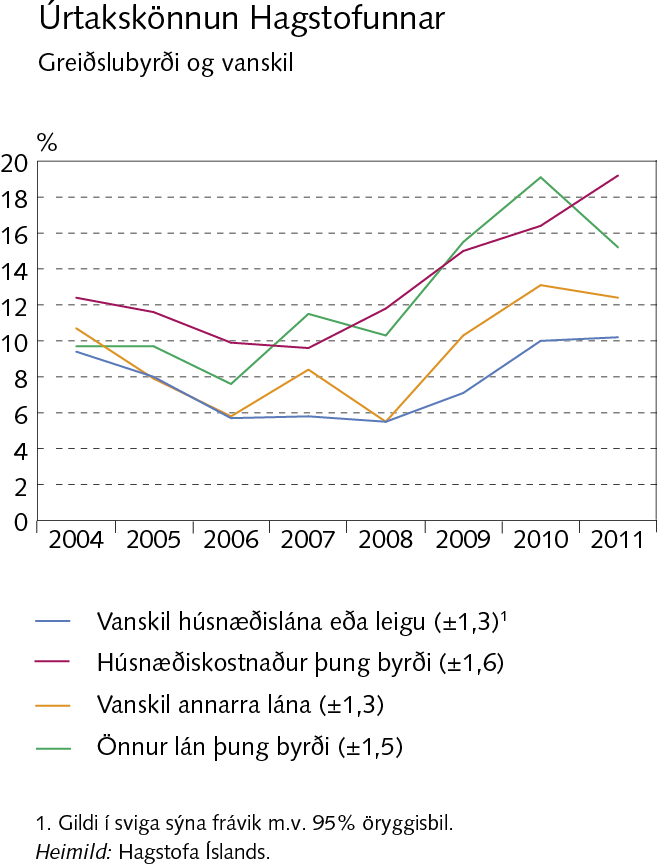 Úrtakskönnun Hagstofunnar
Greiðslubyrði og vanskil
%
20
18
16
14
12
10
8
6
4
2
0
2004 2005 2006 2007 2008 2009 2010 2011
Vanskil húsnæðislána eða leigu (±1,3)¹
Húsnæðiskostnaður þung byrði (±1,6)
Vanskil annarra lána (±1,3)
Önnur lán þung byrði (±1,5)
1. Gildi í sviga sýna frávik m.v. 95% öryggisbil.
Heimild: Hagstofa Íslands.